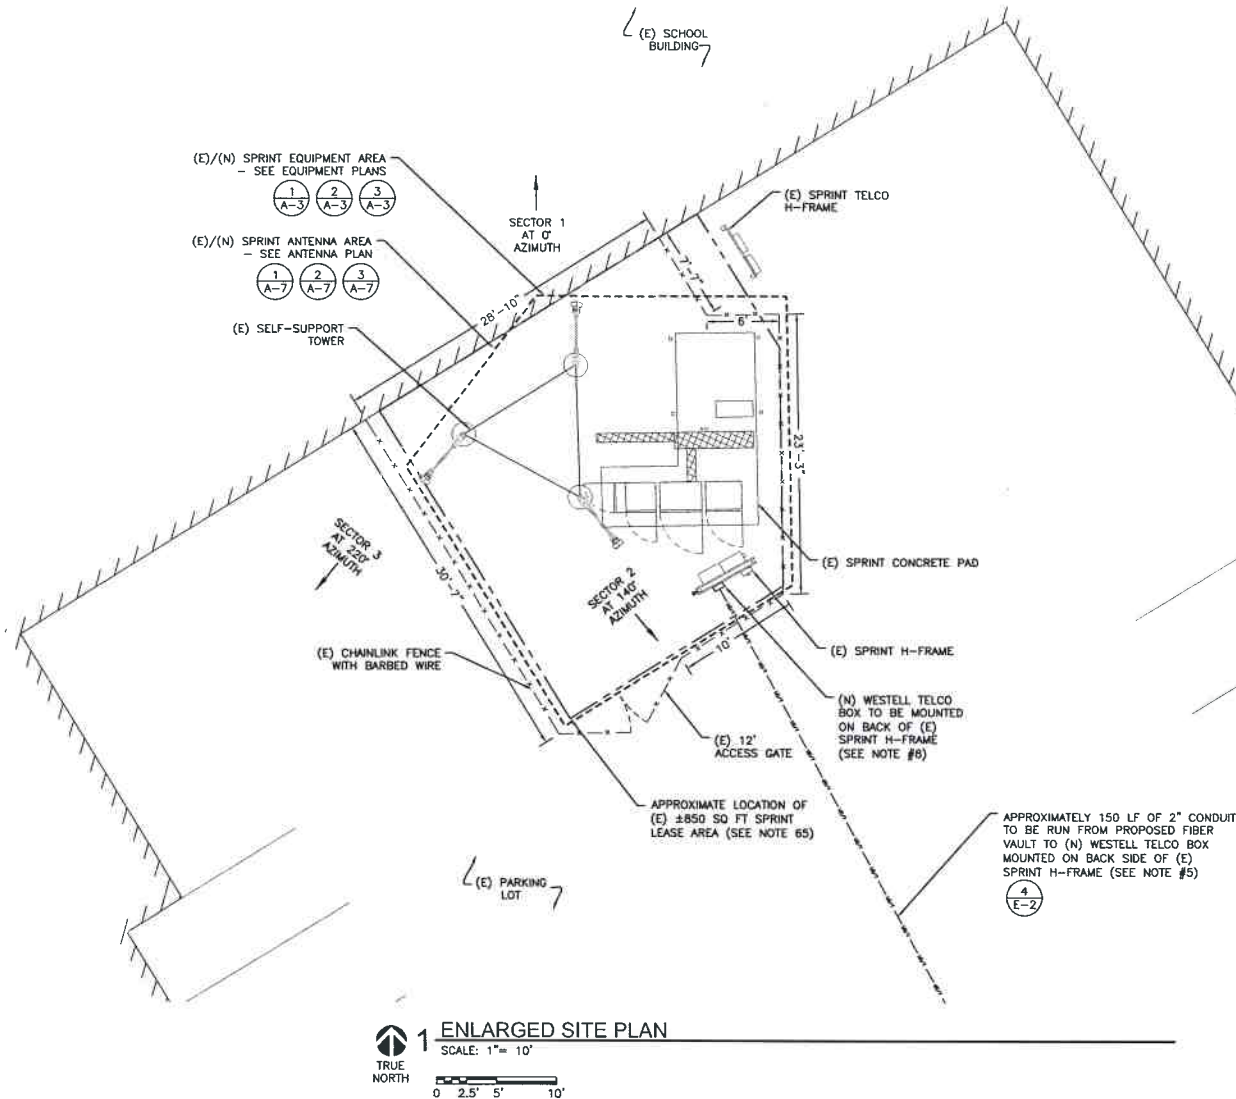 (E) SCHOOL
BUILDING
(E)/(N) SPRINT EQUIPMENT AREA
- SEE EQUIPMENT PLANS
1
A-3
2
A-3
3
A-3
SECTOR 1
AT 0°
AZIMUTH
(E) SPRINT TELCO
H-FRAME
(E)/(N) SPRINT ANTENNA AREA
- SEE ANTENNA PLAN
1
A-7
2
A-7
3
A-7
7'-7"
28'-10"
6'
(E) SELF-SUPPORT
TOWER
23'-3"
SECTOR 3
AT 220°
AZIMUTH
30'-7"
SECTOR 2
AT 140°
AZIMUTH
(E) SPRINT CONCRETE PAD
10'
(E) SPRINT H-FRAME
(E) CHAINLINK FENCE
WITH BARBED WIRE
(N) WESTELL TELCO
BOX TO BE MOUNTED
ON BACK OF (E)
SPRINT H-FRAME
(SEE NOTE #6)
(E) 12'
ACCESS GATE
APPROXIMATE LOCATION OF
(E) ±850 SQ FT SPRINT
LEASE AREA (SEE NOTE 65)
APPROXIMATELY 150 LF OF 2" CONDUIT
TO BE RUN FROM PROPOSED FIBER
VAULT TO (N) WESTELL TELCO BOX
MOUNTED ON BACK SIDE OF (E)
SPRINT H-FRAME (SEE NOTE #5)
4
E-2
(E) PARKING
LOT
TRUE
NORTH
1 ENLARGED SITE PLAN
SCALE: 1"= 10'
0 2.5' 5' 10'